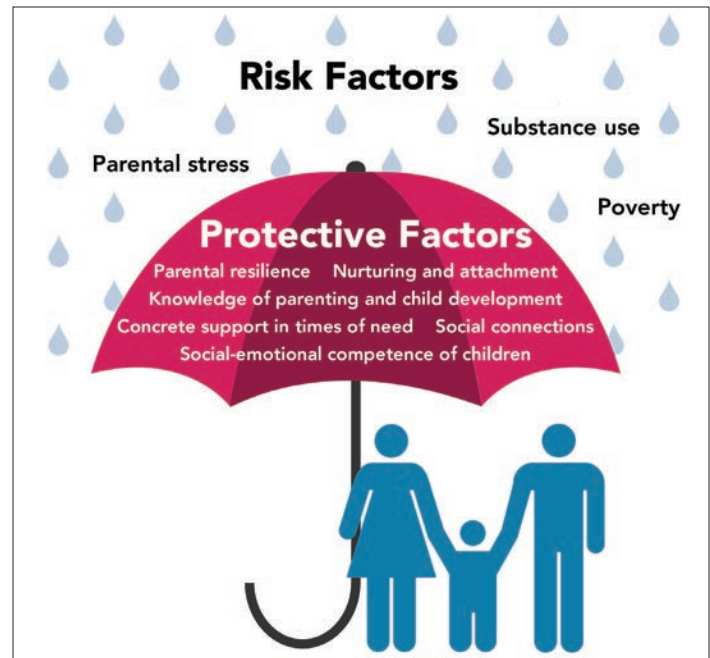 Risk Factors
Substance use
Parental stress
Poverty
Protective Factors
Parental resilience Nurturing and attachment
Knowledge of parenting and child development
Concrete support in times of need Social connections
Social-emotional competence of children